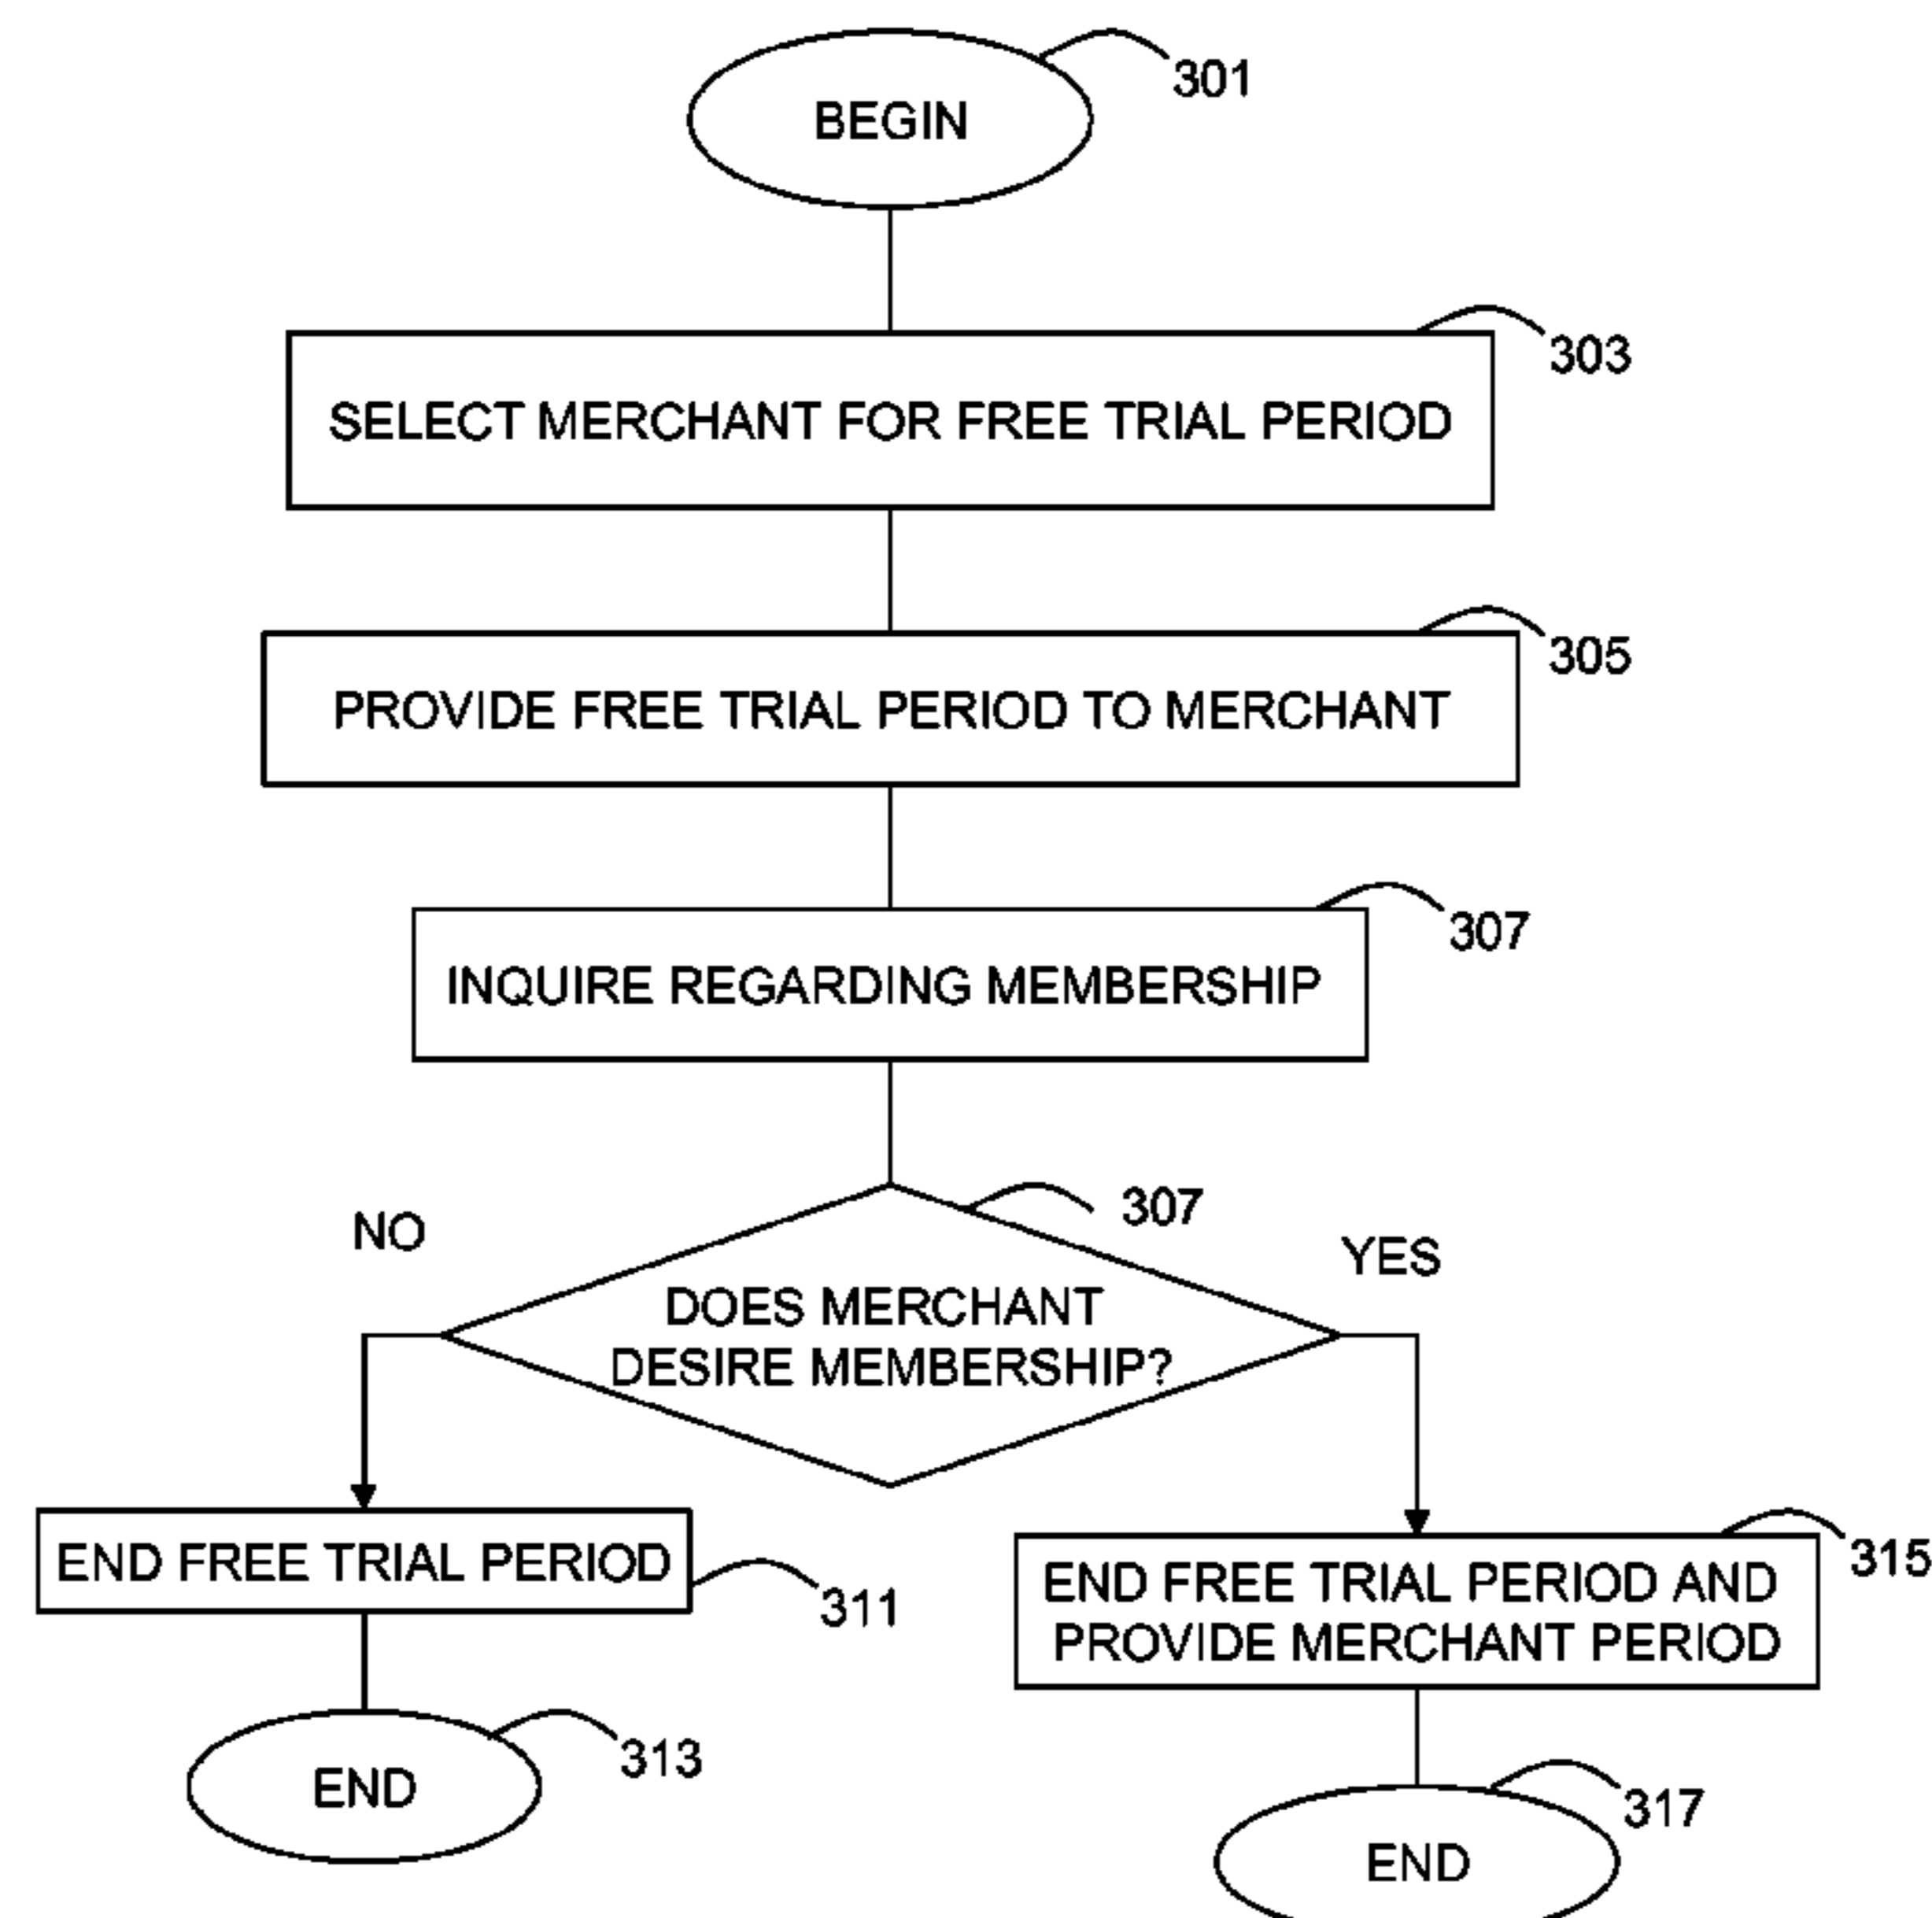 BEGIN
301
SELECT MERCHANT FOR FREE TRIAL PERIOD
303
PROVIDE FREE TRIAL PERIOD TO MERCHANT
305
INQUIRE REGARDING MEMBERSHIP
307
307
NO
YES
DOES MERCHANT
DESIRE MEMBERSHIP?
END FREE TRIAL PERIOD
311
END FREE TRIAL PERIOD AND
PROVIDE MERCHANT PERIOD
315
END
313
END
317